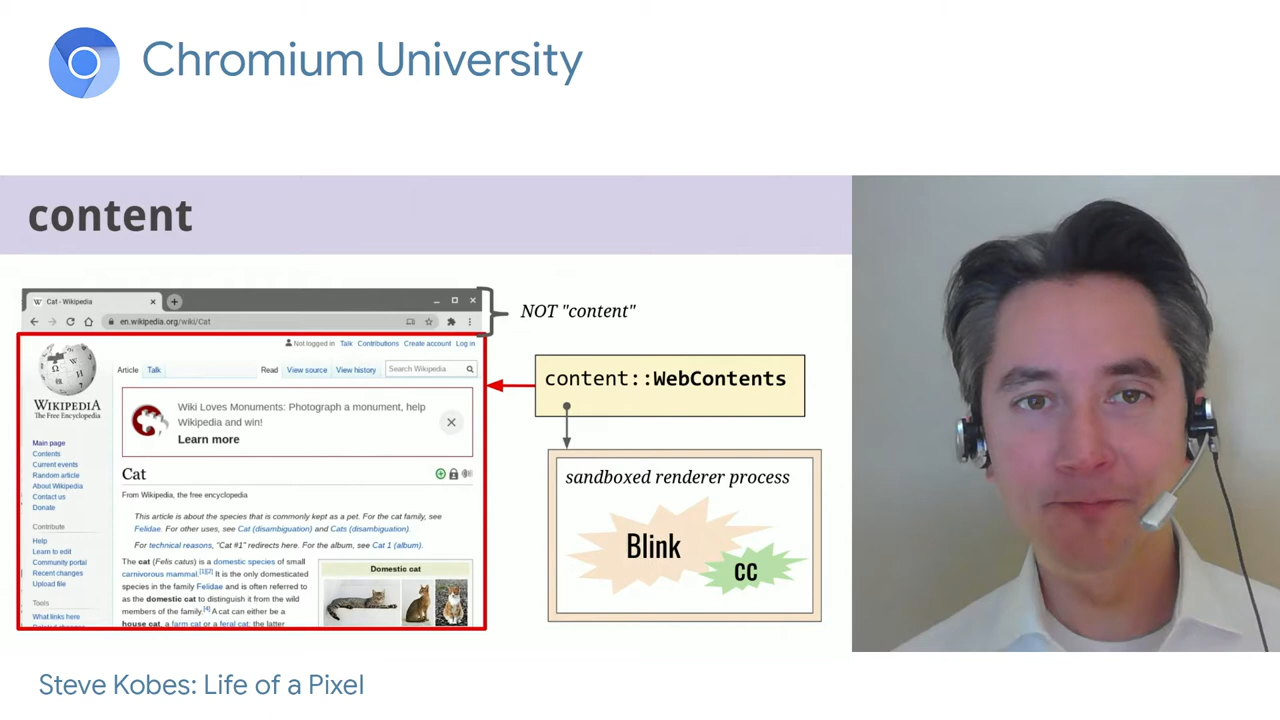 Chromium University
content
Cat - Wikipedia
en.wikipedia.org/wiki/Cat
NOT "content"
Not logged in Talk Contributions Create account Log in
Article Talk Read View source View history Search Wikipedia
WIKIPEDIA
The Free Encyclopedia
Wiki Loves Monuments: Photograph a monument, help
Wikipedia and win!
Learn more
Main page
Contents
Current events
Random article
About Wikipedia
Contact us
Donate
Contribute
Help
Learn to edit
Community portal
Recent changes
Upload file
Tools
What links here
Cat
From Wikipedia, the free encyclopedia
This article is about the species that is commonly kept as a pet. For the cat family, see
Felidae. For other uses, see Cat (disambiguation) and Cats (disambiguation).
For technical reasons, "Cat #1" redirects here. For the album, see Cat 1 (album).
The cat (Felis catus) is a domestic species of small
carnivorous mammal.[1][2] It is the only domesticated
species in the family Felidae and is often referred to
as the domestic cat to distinguish it from the wild
members of the family.[4] A cat can either be a
house cat, a farm cat or a feral cat; the latter
Domestic cat
content::WebContents
sandboxed renderer process
Blink
cc
Steve Kobes: Life of a Pixel